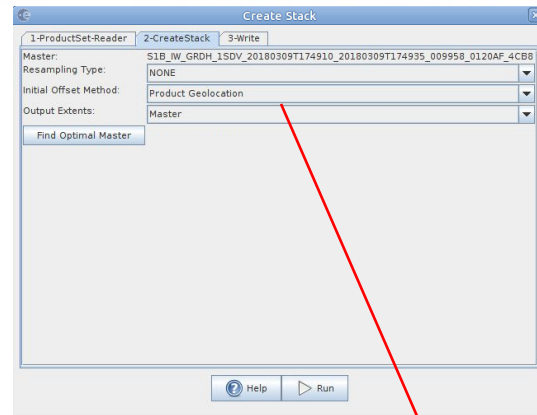 Create Stack
1-ProductSet-Reader 2-CreateStack 3-Write
Master: S1B_IW_GRDH_1SDV_20180309T174910_20180309T174935_009958_0120AF_4CB8
Resampling Type: NONE
Initial Offset Method: Product Geolocation
Output Extents: Master
Find Optimal Master
Help Run